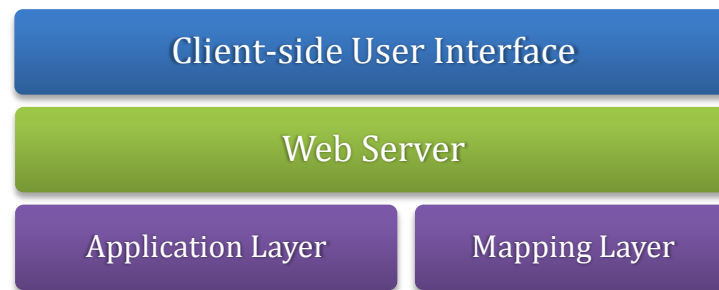 Client-side User Interface
Web Server
Application Layer
Mapping Layer